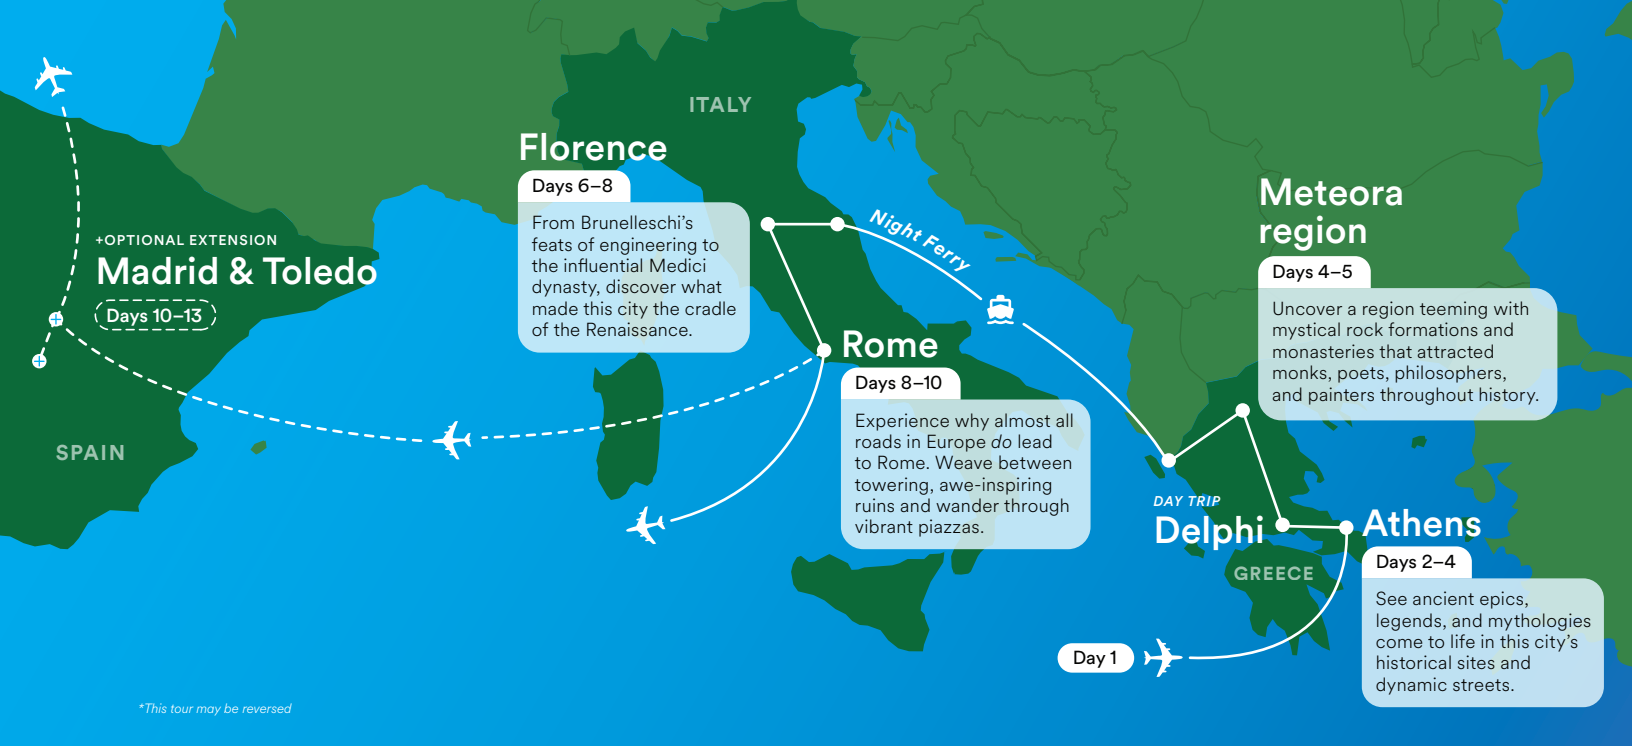 ITALY
Florence
Days 6–8
From Brunelleschi's
feats of engineering to
the influential Medici
dynasty, discover what
made this city the cradle
of the Renaissance.
Night Ferry
Meteora
region
Days 4–5
Uncover a region teeming with
mystical rock formations and
monasteries that attracted
monks, poets, philosophers,
and painters throughout history.
+OPTIONAL EXTENSION
Madrid & Toledo
Days 10–13
SPAIN
Rome
Days 8–10
Experience why almost all
roads in Europe do lead
to Rome. Weave between
towering, awe-inspiring
ruins and wander through
vibrant piazzas.
DAY TRIP
Delphi
GREECE
Athens
Days 2–4
See ancient epics,
legends, and mythologies
come to life in this city's
historical sites and
dynamic streets.
Day 1
*This tour may be reversed